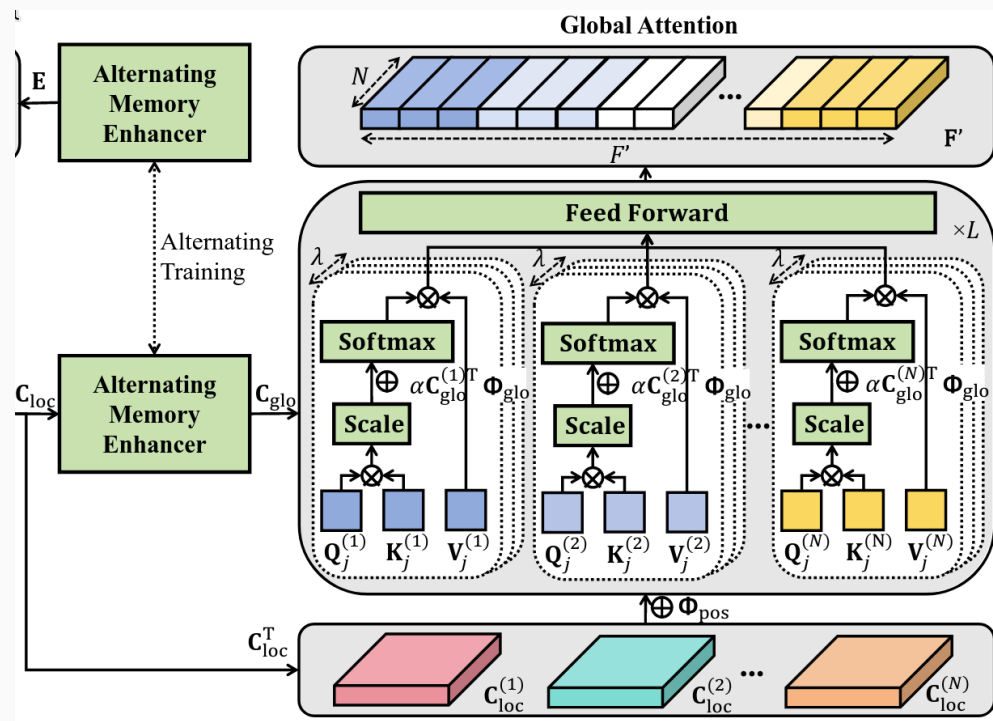 Global Attention
E
Alternating
Memory
Enhancer
N
...
F'
F'
Alternating
Training
Feed Forward
×L
λ
λ
λ
Softmax
Softmax
Softmax
⊕ αC_glo^(1)T Φ_glo
⊕ αC_glo^(2)T Φ_glo
⊕ αC_glo^(N)T Φ_glo
C_loc
Alternating
Memory
Enhancer
C_glo
Scale
Scale
...
Scale
Q_j^(1) K_j^(1) V_j^(1)
Q_j^(2) K_j^(2) V_j^(2)
Q_j^(N) K_j^(N) V_j^(N)
⊕ Φ_pos
C_loc^T
C_loc^(1)
C_loc^(2)
...
C_loc^(N)